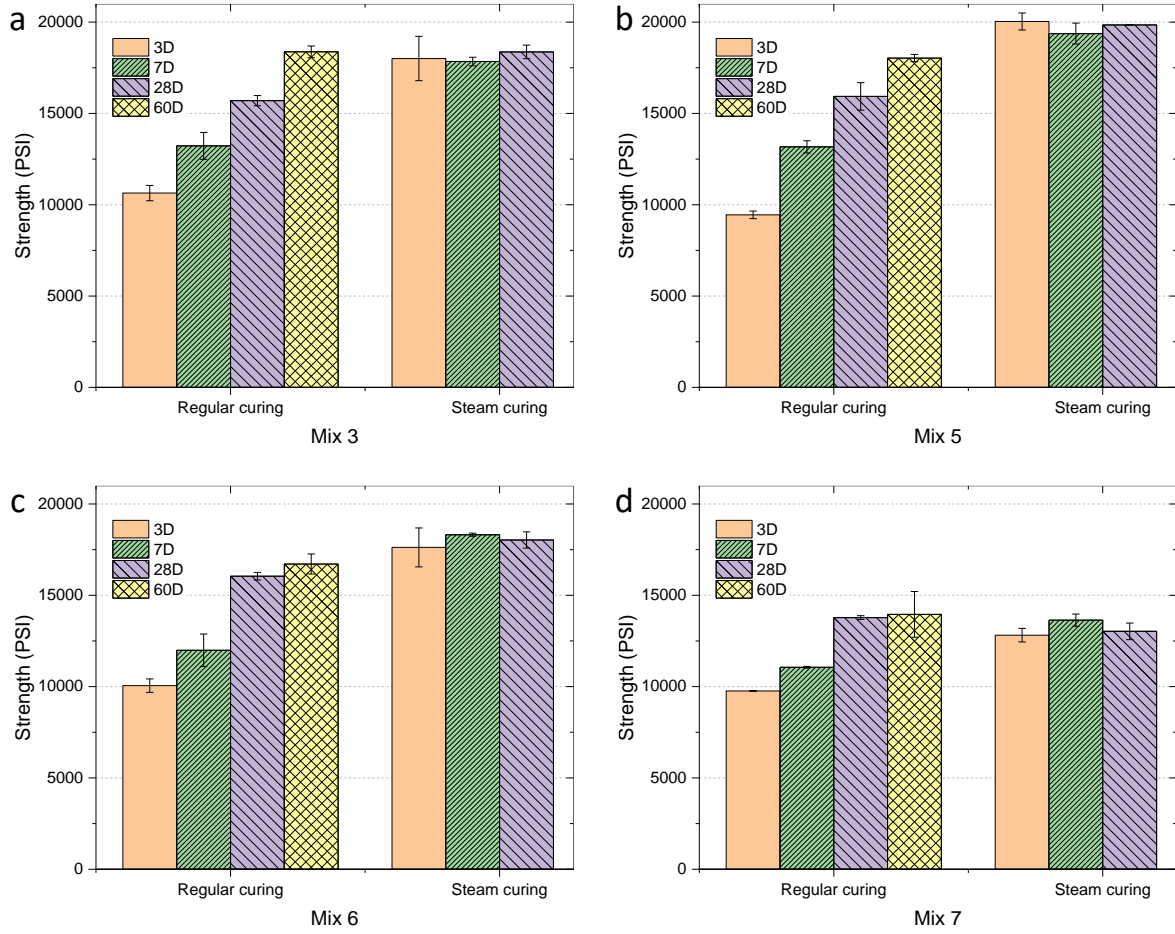 a
Strength (PSI)
20000
15000
10000
5000
0
3D
7D
28D
60D
Regular curing
Steam curing
Mix 3
b
Strength (PSI)
20000
15000
10000
5000
0
3D
7D
28D
60D
Regular curing
Steam curing
Mix 5
c
Strength (PSI)
20000
15000
10000
5000
0
3D
7D
28D
60D
Regular curing
Steam curing
Mix 6
d
Strength (PSI)
20000
15000
10000
5000
0
3D
7D
28D
60D
Regular curing
Steam curing
Mix 7